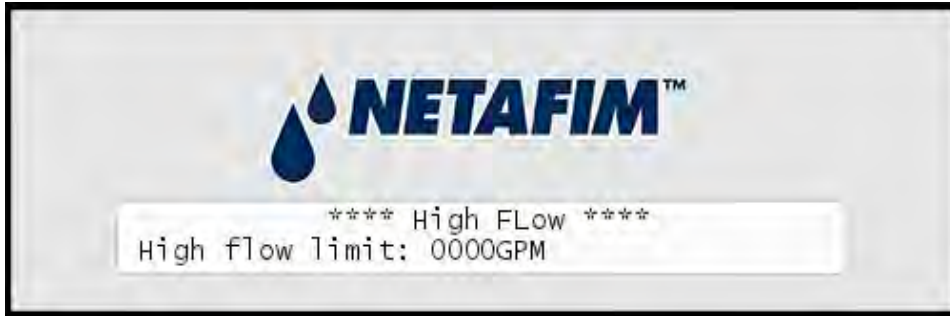 NETAFIM™
**** High FLow ****
High flow limit: 0000GPM